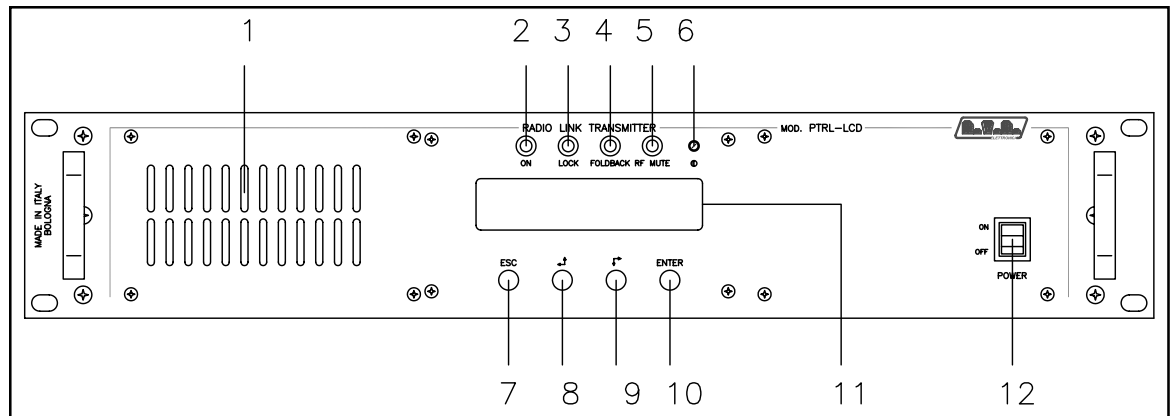 1 2 3 4 5 6
RADIO LINK TRANSMITTER MOD. PTRL-LCD
ON LOCK FOLDBACK RF MUTE
MADE IN ITALY
BOLOGNA
ON
OFF
POWER
ESC ENTER
7 8 9 10 11 12